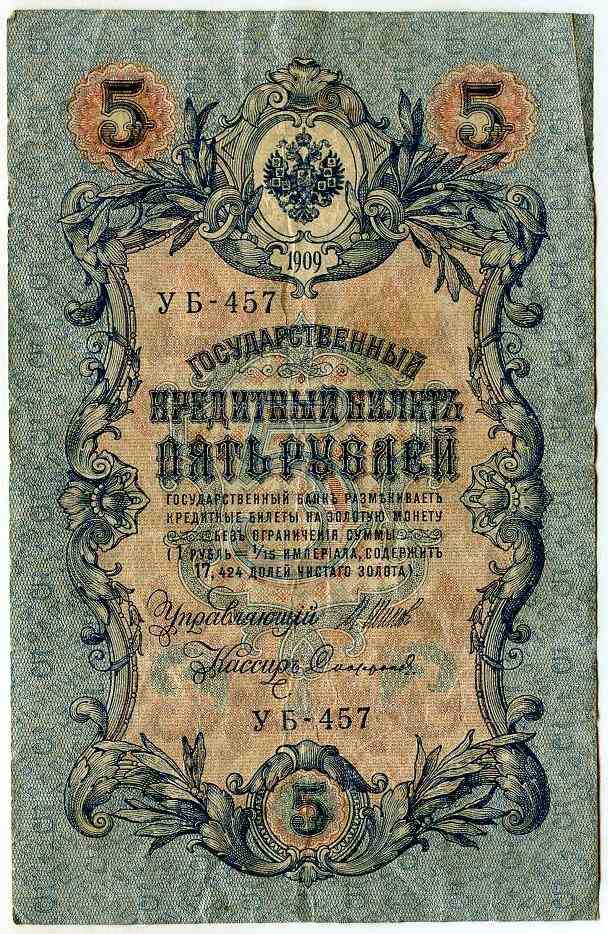 5 5
1909
УБ-457
ГОСУДАРСТВЕННЫЙ
КРЕДИТНЫЙ БИЛЕТЪ
ПЯТЬ РУБЛЕЙ
5
ГОСУДАРСТВЕННЫЙ БАНКЪ РАЗМѢНИВАЕТЪ
КРЕДИТНЫЕ БИЛЕТЫ НА ЗОЛОТУЮ МОНЕТУ
БЕЗЪ ОГРАНИЧЕНІЯ СУММЫ
(1 РУБЛЬ = 1/15 ИМПЕРІАЛА, СОДЕРЖИТЪ
17,424 ДОЛЕЙ ЧИСТАГО ЗОЛОТА).
Управляющій
Кассиръ
УБ-457
5